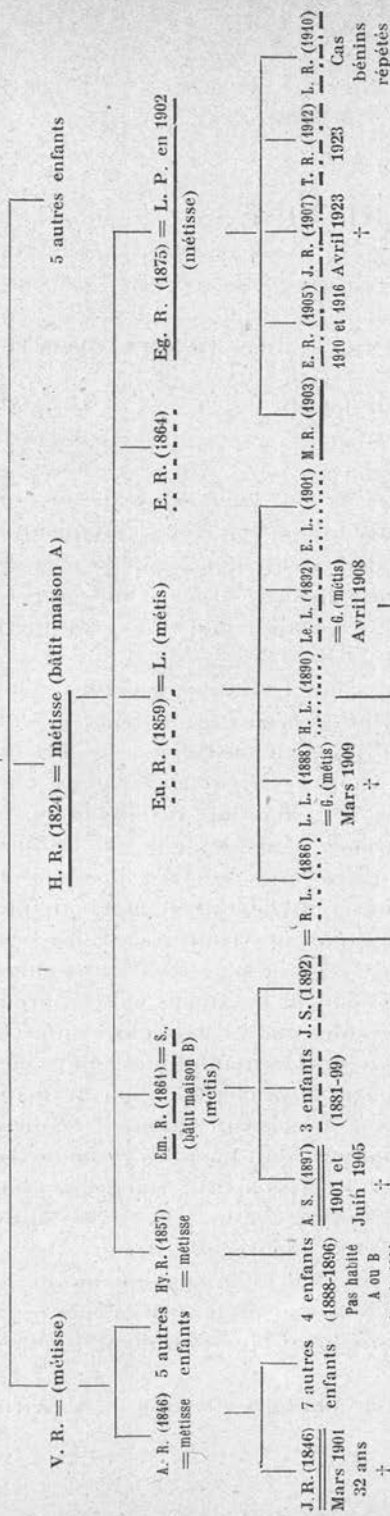 V. R. = (métisse)
H. R. (1824) = métisse (bâtit maison A)
5 autres enfants
A. R. (1846)
= métisse
5 autres
enfants
Hy. R. (1857)
= métisse
Em. R. (1861) = S.,
(bâtit maison B)
(métis)
Eu. R. (1859) = L. (métis)
E. R. (1864)
Eg. R. (1875) = L. P. en 1902
(métisse)
J. R. (1846)
Mars 1901
32 ans
†
7 autres
enfants
4 enfants
(1888-1896)
Pas habité
A ou B
A. S. (1897)
1901 et
Juin 1905
†
3 enfants
(1881-99)
J. S. (1892) = R. L. (1886)
L. L. (1888)
= G. (métis)
Mars 1909
†
H. L. (1890)
Le. L. (1892)
= G. (métis)
Avril 1908
E. L. (1901)
M. R. (1903)
E. R. (1905)
1910 et 1916
J. R. (1907)
Avril 1923
†
T. R. (1912)
1923
L. R. (1910)
Cas
bénins
répétés